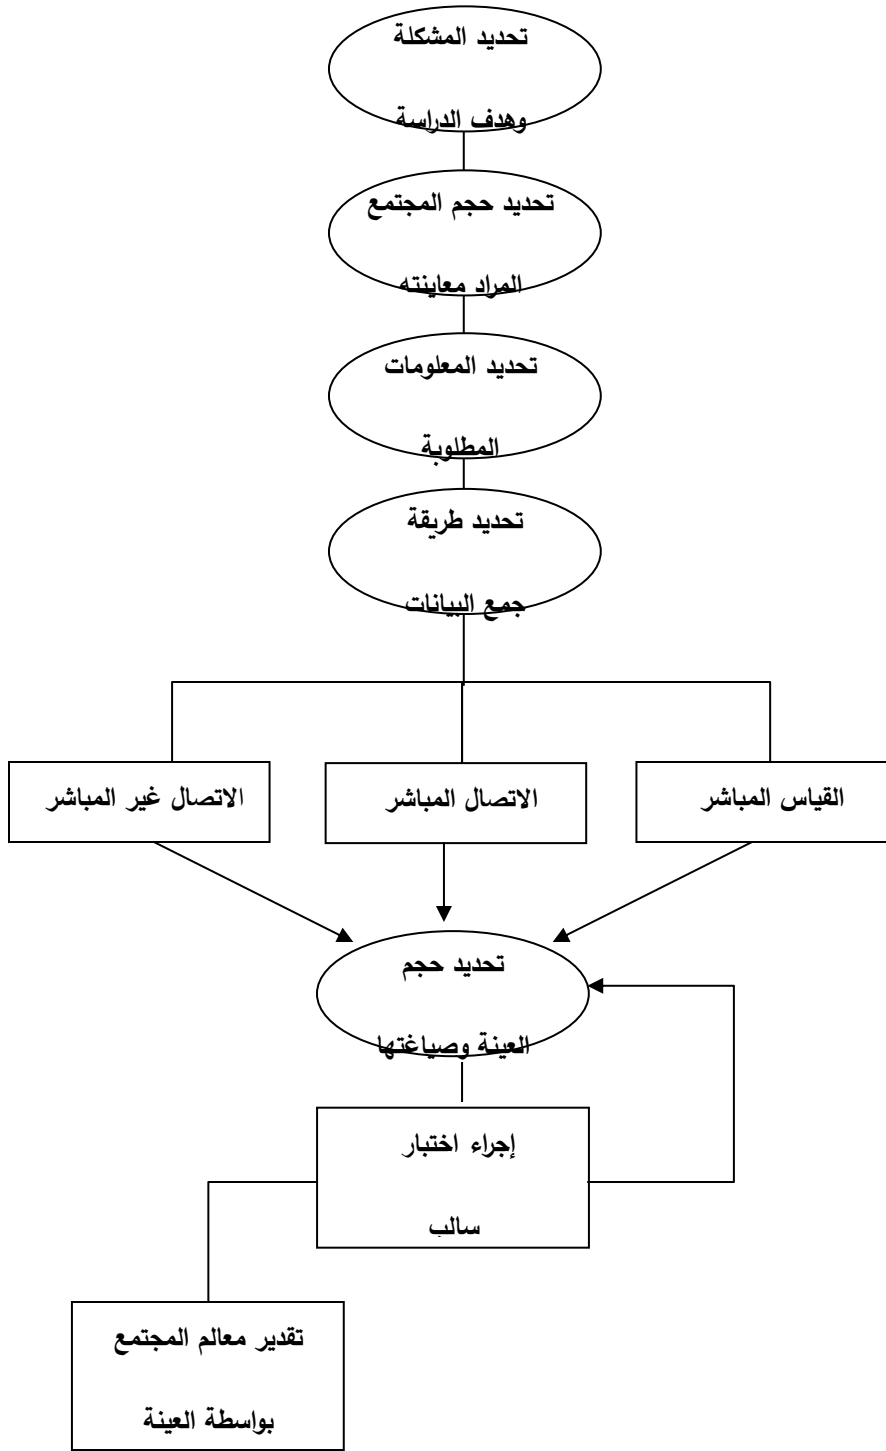 تحديد المشكلة
وهدف الدراسة
تحديد حجم المجتمع
المراد معاينته
تحديد المعلومات
المطلوبة
تحديد طريقة
جمع البيانات
القياس المباشر
الاتصال المباشر
الاتصال غير المباشر
تحديد حجم
العينة وصياغتها
إجراء اختبار
سالب
تقدير معالم المجتمع
بواسطة العينة